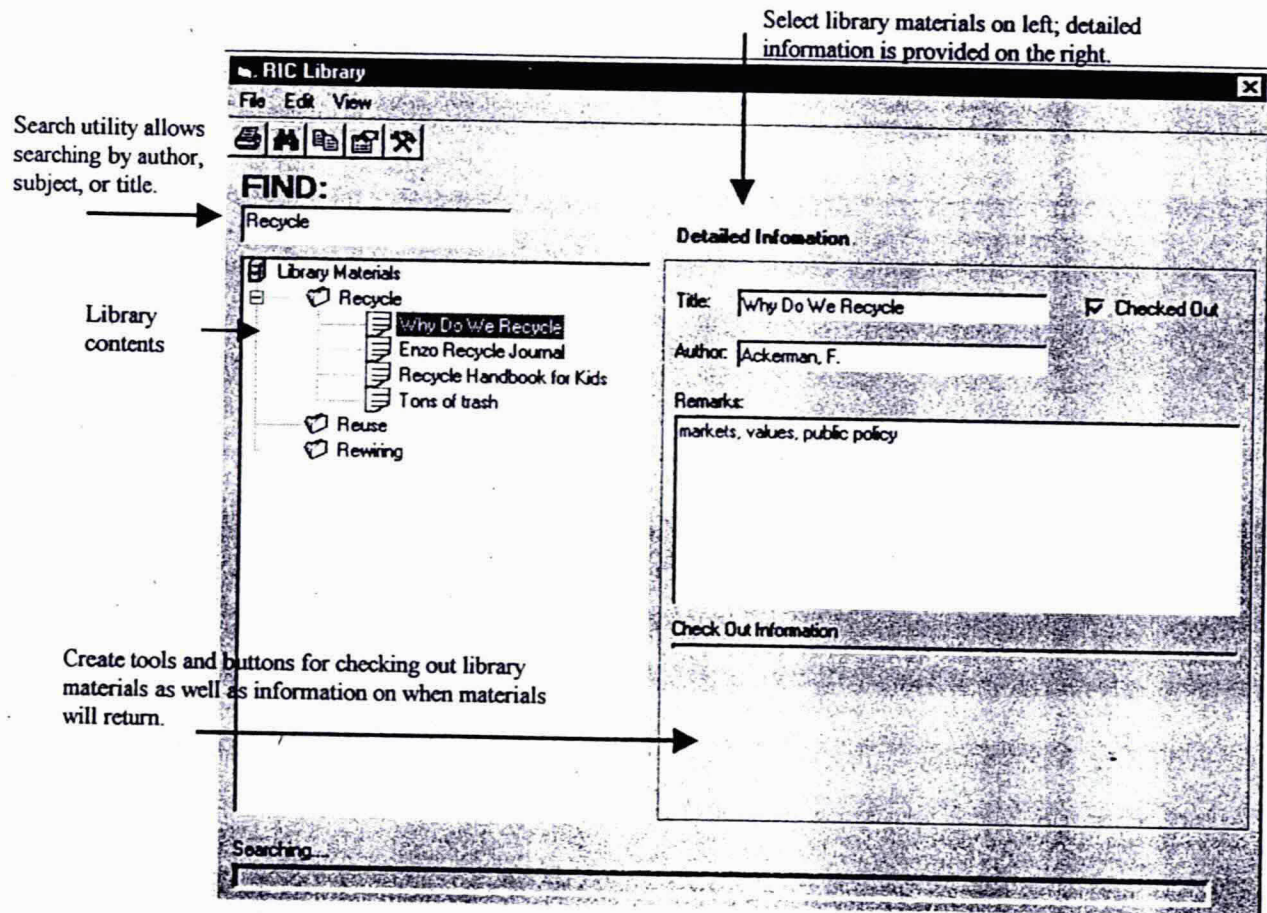 Select library materials on left; detailed
information is provided on the right.
RIC Library
File Edit View
Search utility allows
searching by author,
subject, or title.
FIND:
Recycle
Detailed Infomation
Library Materials
Recycle
Why Do We Recycle
Enzo Recycle Journal
Recycle Handbook for Kids
Tons of trash
Reuse
Rewiring
Library
contents
Title: Why Do We Recycle Checked Out
Author: Ackerman, F.
Remarks:
markets, values, public policy
Check Out Information
Create tools and buttons for checking out library
materials as well as information on when materials
will return.
Searching...